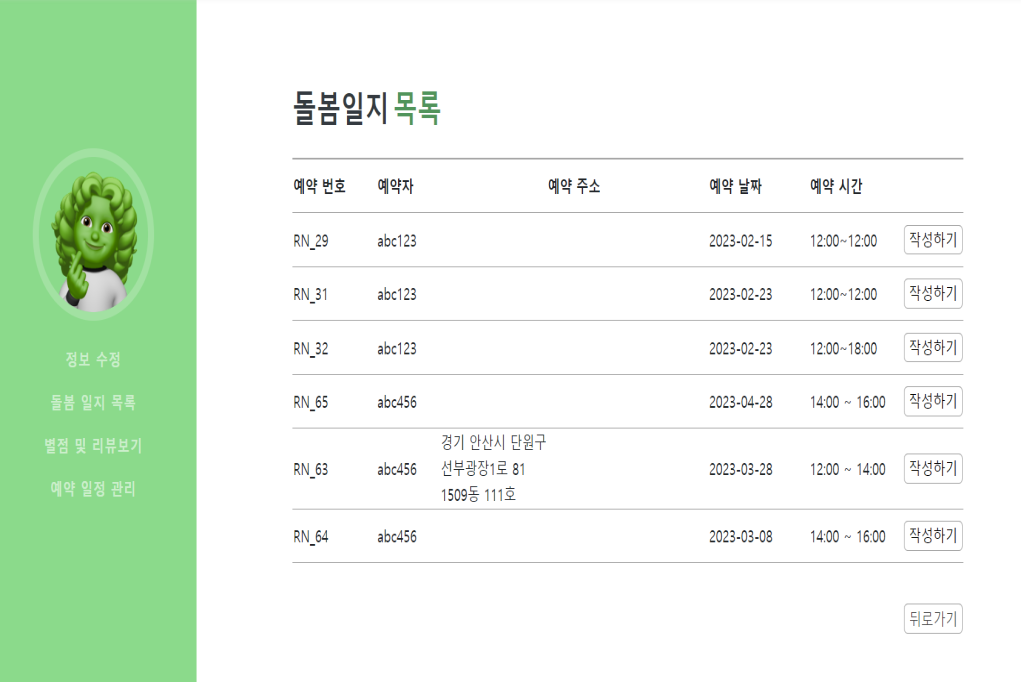 정보 수정
돌봄 일지 목록
별점 및 리뷰보기
예약 일정 관리
돌봄일지 목록
예약 번호 예약자 예약 주소 예약 날짜 예약 시간
RN_29 abc123 2023-02-15 12:00~12:00 작성하기
RN_31 abc123 2023-02-23 12:00~12:00 작성하기
RN_32 abc123 2023-02-23 12:00~18:00 작성하기
RN_65 abc456 2023-04-28 14:00 ~ 16:00 작성하기
경기 안산시 단원구
RN_63 abc456 선부광장1로 81 2023-03-28 12:00 ~ 14:00 작성하기
1509동 111호
RN_64 abc456 2023-03-08 14:00 ~ 16:00 작성하기
뒤로가기